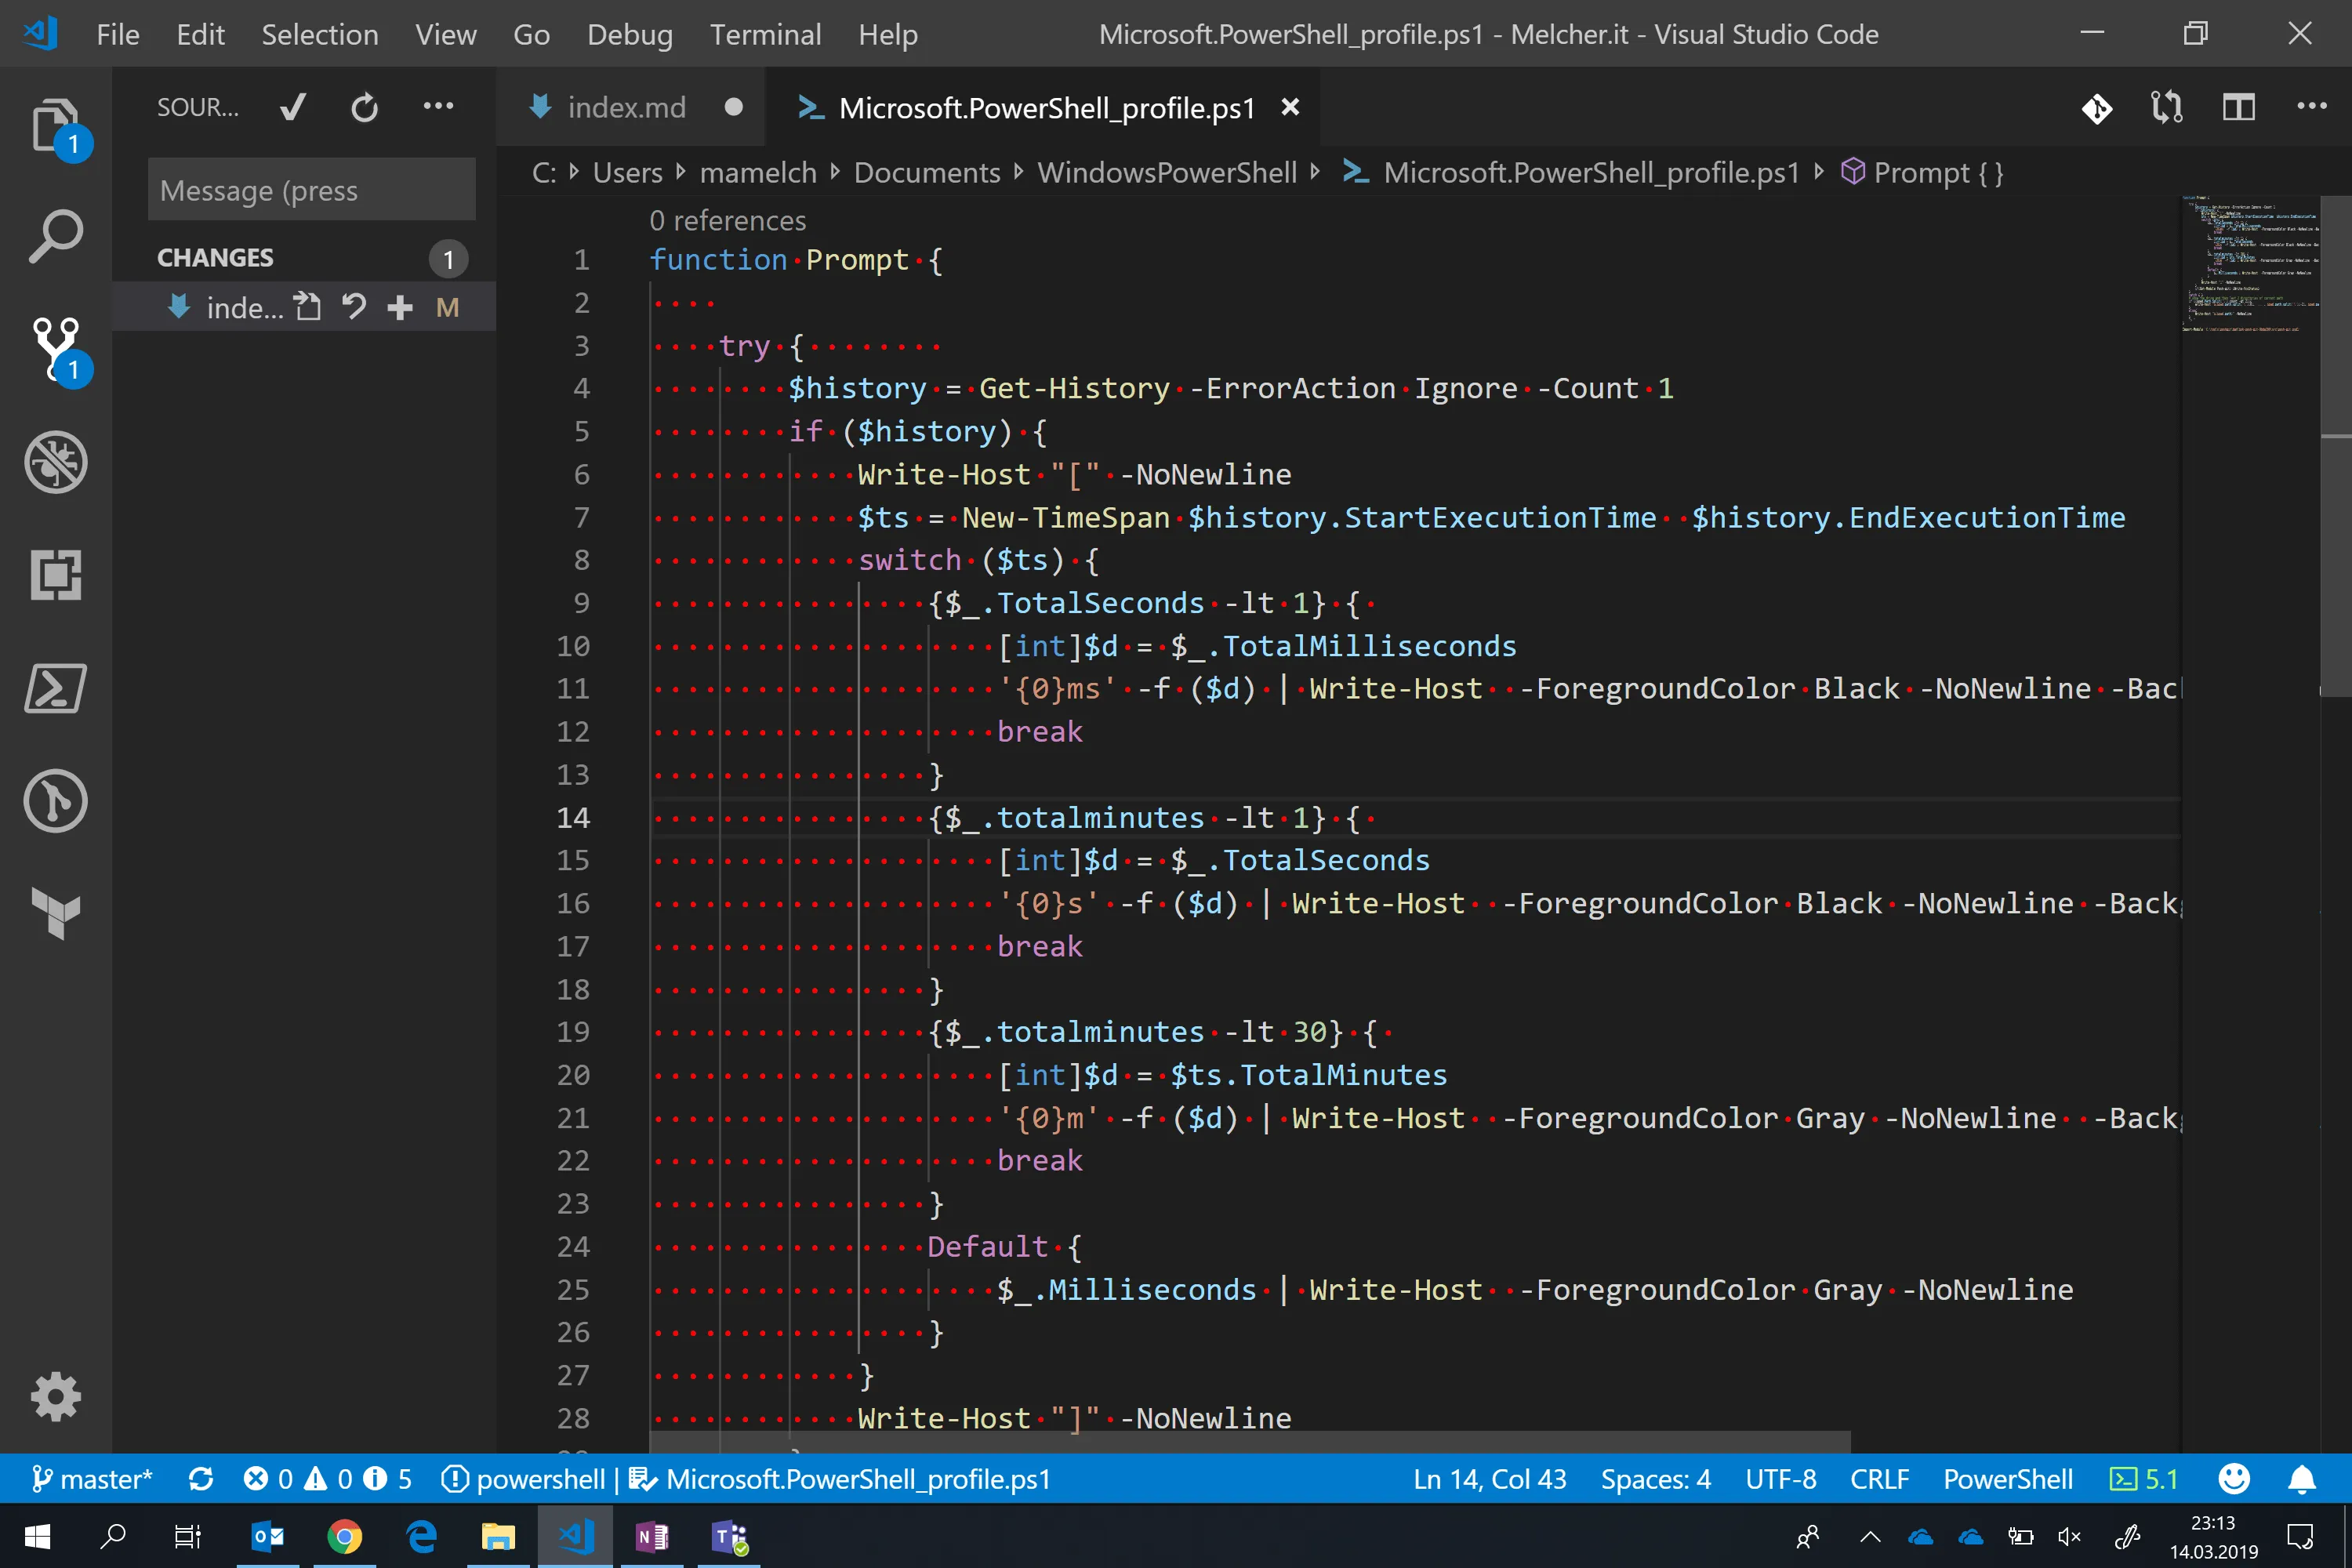 File Edit Selection View Go Debug Terminal Help Microsoft.PowerShell_profile.ps1 - Melcher.it - Visual Studio Code
SOUR...
index.md Microsoft.PowerShell_profile.ps1
1
Message (press
C: Users mamelch Documents WindowsPowerShell Microsoft.PowerShell_profile.ps1 Prompt { }
CHANGES 1
inde... M
1
0 references
1 function Prompt {
2
3 try {
4 $history = Get-History -ErrorAction Ignore -Count 1
5 if ($history) {
6 Write-Host "[" -NoNewline
7 $ts = New-TimeSpan $history.StartExecutionTime $history.EndExecutionTime
8 switch ($ts) {
9 {$_.TotalSeconds -lt 1} {
10 [int]$d = $_.TotalMilliseconds
11 '{0}ms' -f ($d) | Write-Host -ForegroundColor Black -NoNewline -Bac
12 break
13 }
14 {$_.totalminutes -lt 1} {
15 [int]$d = $_.TotalSeconds
16 '{0}s' -f ($d) | Write-Host -ForegroundColor Black -NoNewline -Back
17 break
18 }
19 {$_.totalminutes -lt 30} {
20 [int]$d = $ts.TotalMinutes
21 '{0}m' -f ($d) | Write-Host -ForegroundColor Gray -NoNewline -Back
22 break
23 }
24 Default {
25 $_.Milliseconds | Write-Host -ForegroundColor Gray -NoNewline
26 }
27 }
28 Write-Host "]" -NoNewline
master* 0 0 5 powershell | Microsoft.PowerShell_profile.ps1 Ln 14, Col 43 Spaces: 4 UTF-8 CRLF PowerShell 5.1
23:13
14.03.2019